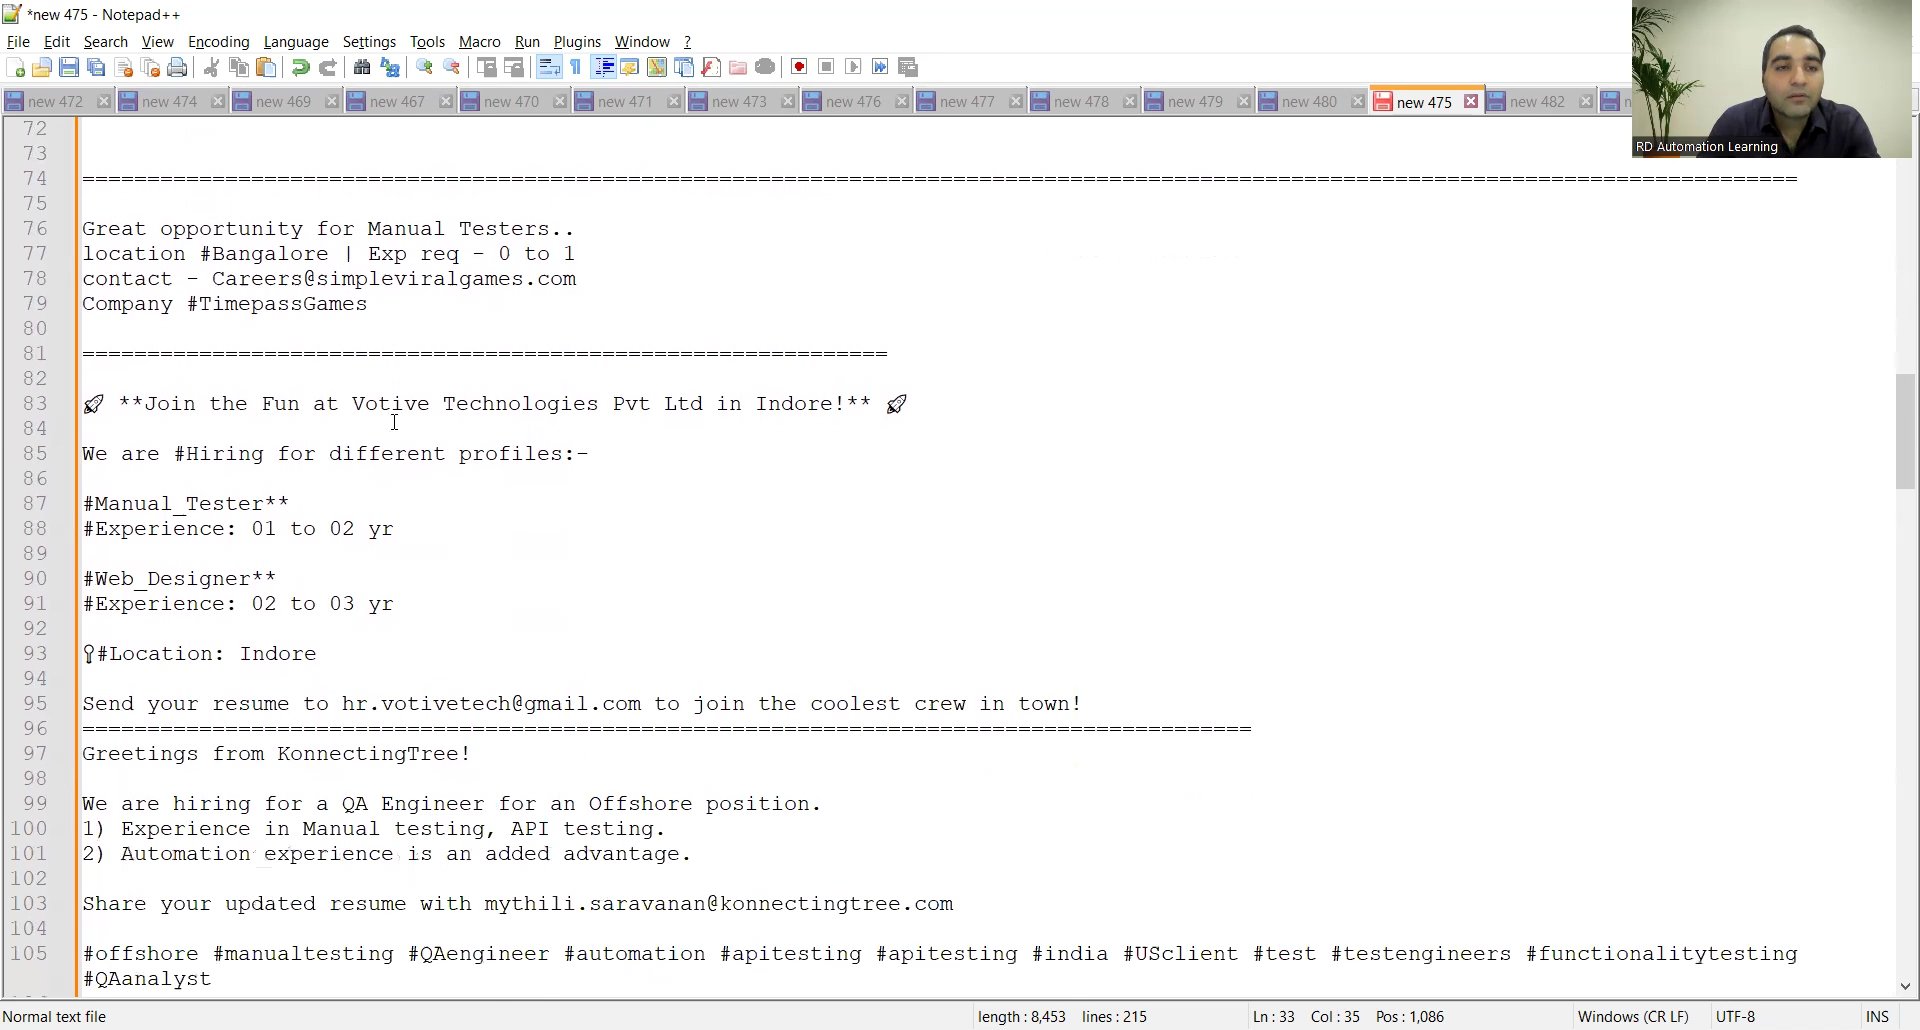 *new 475 - Notepad++
File Edit Search View Encoding Language Settings Tools Macro Run Plugins Window ?
new 472 new 474 new 469 new 467 new 470 new 471 new 473 new 476 new 477 new 478 new 479 new 480 new 475 new 482
RD Automation Learning
72
73
74 ====================================================================================================================================
75
76 Great opportunity for Manual Testers..
77 location #Bangalore | Exp req - 0 to 1
78 contact - Careers@simpleviralgames.com
79 Company #TimepassGames
80
81 ==============================================================
82
83 🚀 **Join the Fun at Votive Technologies Pvt Ltd in Indore!** 🚀
84
85 We are #Hiring for different profiles:-
86
87 #Manual_Tester**
88 #Experience: 01 to 02 yr
89
90 #Web_Designer**
91 #Experience: 02 to 03 yr
92
93 #Location: Indore
94
95 Send your resume to hr.votivetech@gmail.com to join the coolest crew in town!
96 ==========================================================================================
97 Greetings from KonnectingTree!
98
99 We are hiring for a QA Engineer for an Offshore position.
100 1) Experience in Manual testing, API testing.
101 2) Automation experience is an added advantage.
102
103 Share your updated resume with mythili.saravanan@konnectingtree.com
104
105 #offshore #manualtesting #QAengineer #automation #apitesting #apitesting #india #USclient #test #testengineers #functionalitytesting
#QAanalyst
Normal text file length : 8,453 lines : 215 Ln : 33 Col : 35 Pos : 1,086 Windows (CR LF) UTF-8 INS